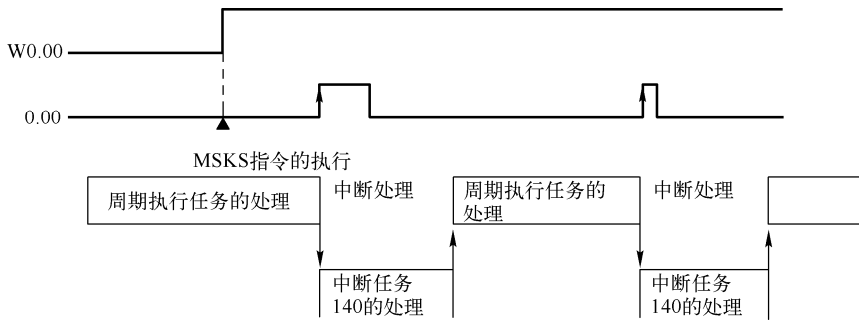 W0.00
0.00
MSKS指令的执行
周期执行任务的处理
中断处理
周期执行任务的
处理
中断处理
中断任务
140的处理
中断任务
140的处理